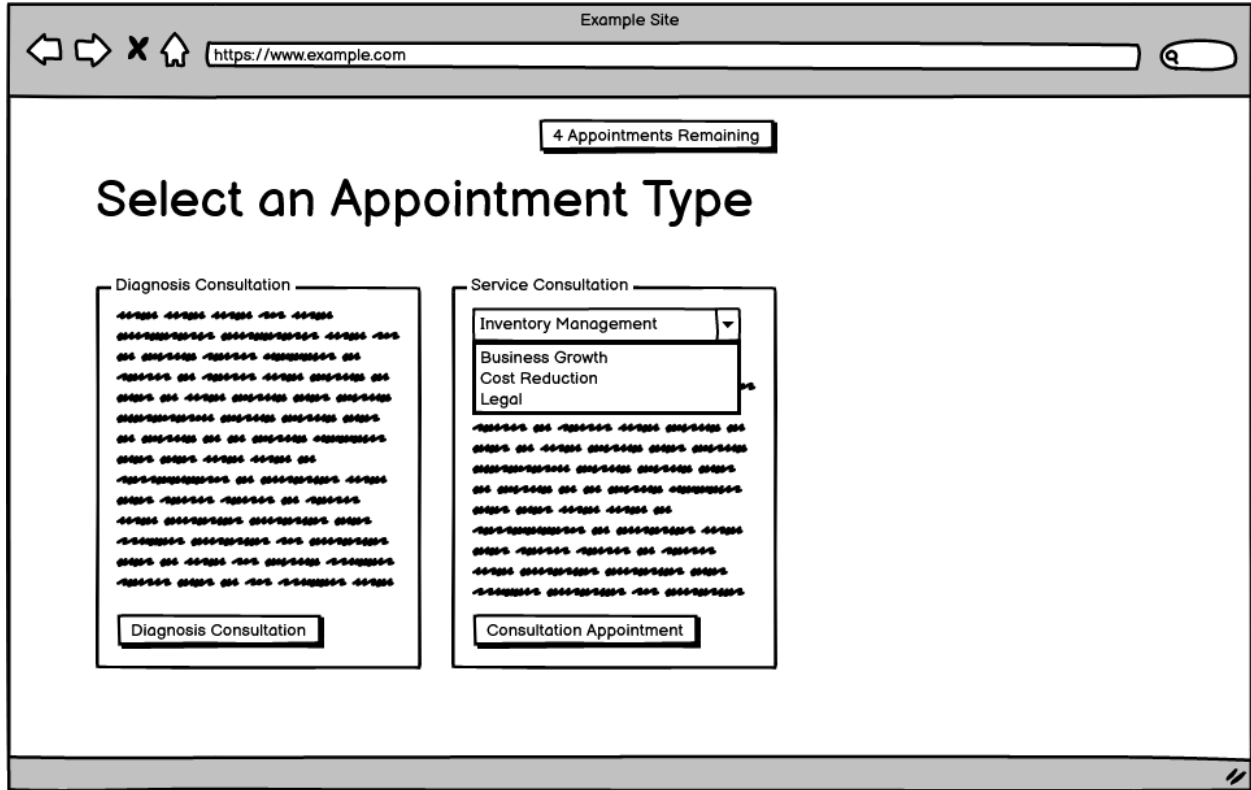 Example Site
https://www.example.com
4 Appointments Remaining
Select an Appointment Type
Diagnosis Consultation
Diagnosis Consultation
Service Consultation
Inventory Management
Business Growth
Cost Reduction
Legal
Consultation Appointment